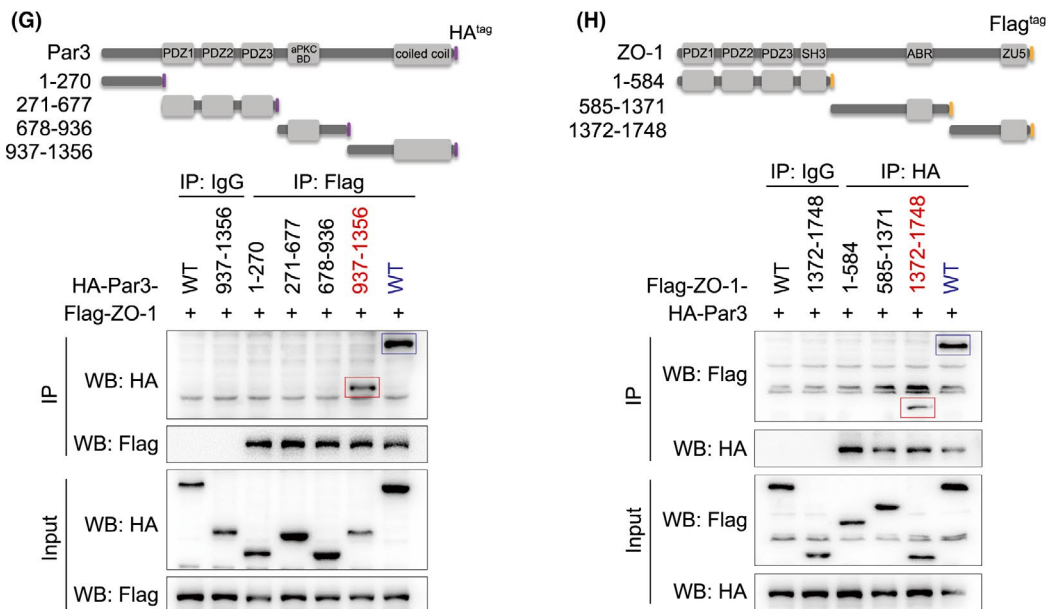 (G)
HAtag
Par3 PDZ1 PDZ2 PDZ3 aPKC BD coiled coil
1-270
271-677
678-936
937-1356
IP: IgG IP: Flag
HA-Par3- WT 937-1356 1-270 271-677 678-936 937-1356 WT
Flag-ZO-1 + + + + + + +
IP
WB: HA
WB: Flag
Input
WB: HA
WB: Flag
(H)
Flagtag
ZO-1 PDZ1 PDZ2 PDZ3 SH3 ABR ZU5
1-584
585-1371
1372-1748
IP: IgG IP: HA
Flag-ZO-1- WT 1372-1748 1-584 585-1371 1372-1748 WT
HA-Par3 + + + + + +
IP
WB: Flag
WB: HA
Input
WB: Flag
WB: HA